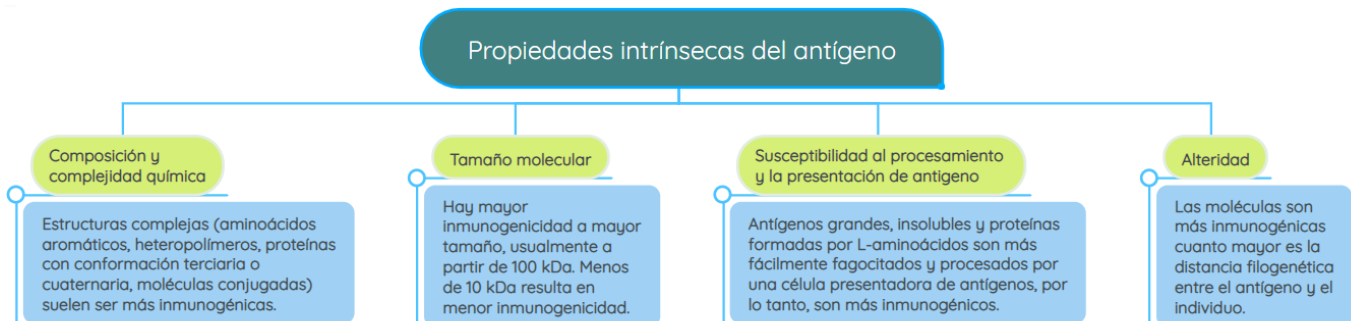 Propiedades intrínsecas del antígeno
Composición y
complejidad química
Estructuras complejas (aminoácidos
aromáticos, heteropolímeros, proteínas
con conformación terciaria o
cuaternaria, moléculas conjugadas)
suelen ser más inmunogénicas.
Tamaño molecular
Hay mayor
inmunogenicidad a mayor
tamaño, usualmente a
partir de 100 kDa. Menos
de 10 kDa resulta en
menor inmunogenicidad.
Susceptibilidad al procesamiento
y la presentación de antigeno
Antígenos grandes, insolubles y proteínas
formadas por L-aminoácidos son más
fácilmente fagocitados y procesados por
una célula presentadora de antígenos, por
lo tanto, son más inmunogénicos.
Alteridad
Las moléculas son
más inmunogénicas
cuanto mayor es la
distancia filogenética
entre el antígeno y el
individuo.